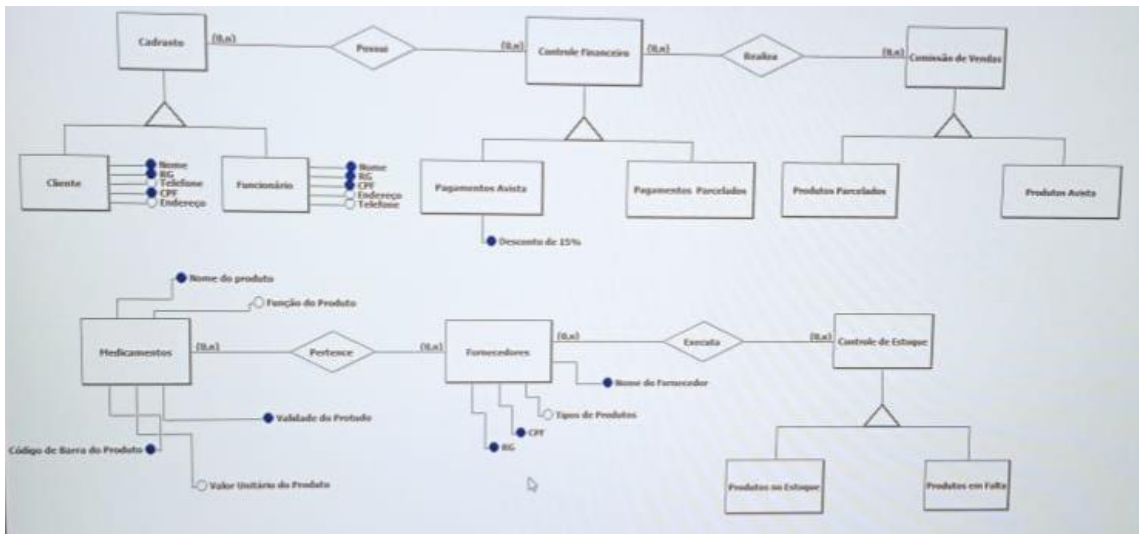 Cadrasto
(0,n)
Possui
(0,n)
Controle Financeiro
(0,n)
Realiza
(0,n)
Comissão de Vendas
Cliente
Nome
RG
Telefone
CPF
Endereço
Funcionário
Nome
RG
CPF
Endereço
Telefone
Pagamentos Avista
Desconto de 15%
Pagamentos Parcelados
Produtos Parcelados
Produtos Avista
Nome do produto
Função do Produto
Medicamentos
(0,n)
Pertence
(0,n)
Fornecedores
(0,n)
Executa
(0,n)
Controle de Estoque
Nome do Fornecedor
Tipos de Produtos
CPF
RG
Validade do Protudo
Código de Barra do Produto
Valor Unitário do Produto
Produtos no Estoque
Produtos em Falta